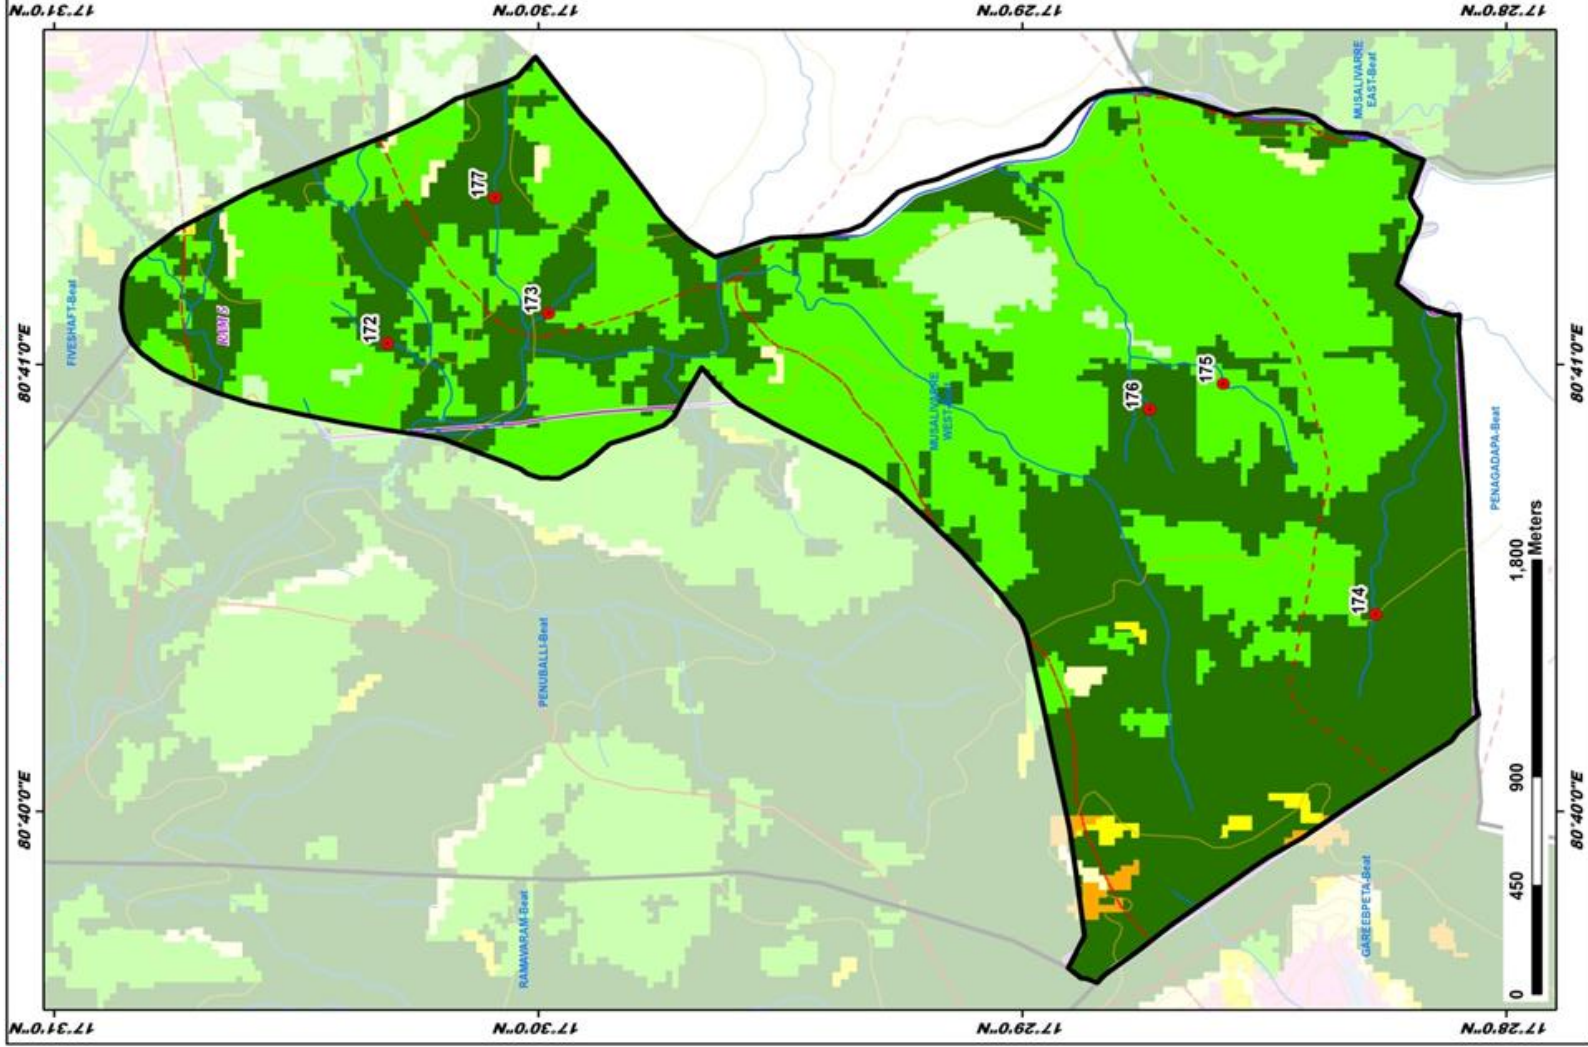 17°31'0"N
17°30'0"N
17°29'0"N
17°28'0"N
MUSALIVARRE
EAST-Beat
177
FIVESHAFT-Beat
173
172
80°41'0"E
80°41'0"E
175
176
MUSALIVARRE
PENAGADAPA-Beat
174
PENUBALLI-Beat
80°40'0"E
80°40'0"E
RAMAVARAM-Beat
GAREEBPETA-Beat
0
450
900
1,800
Meters
17°31'0"N
17°30'0"N
17°29'0"N
17°28'0"N